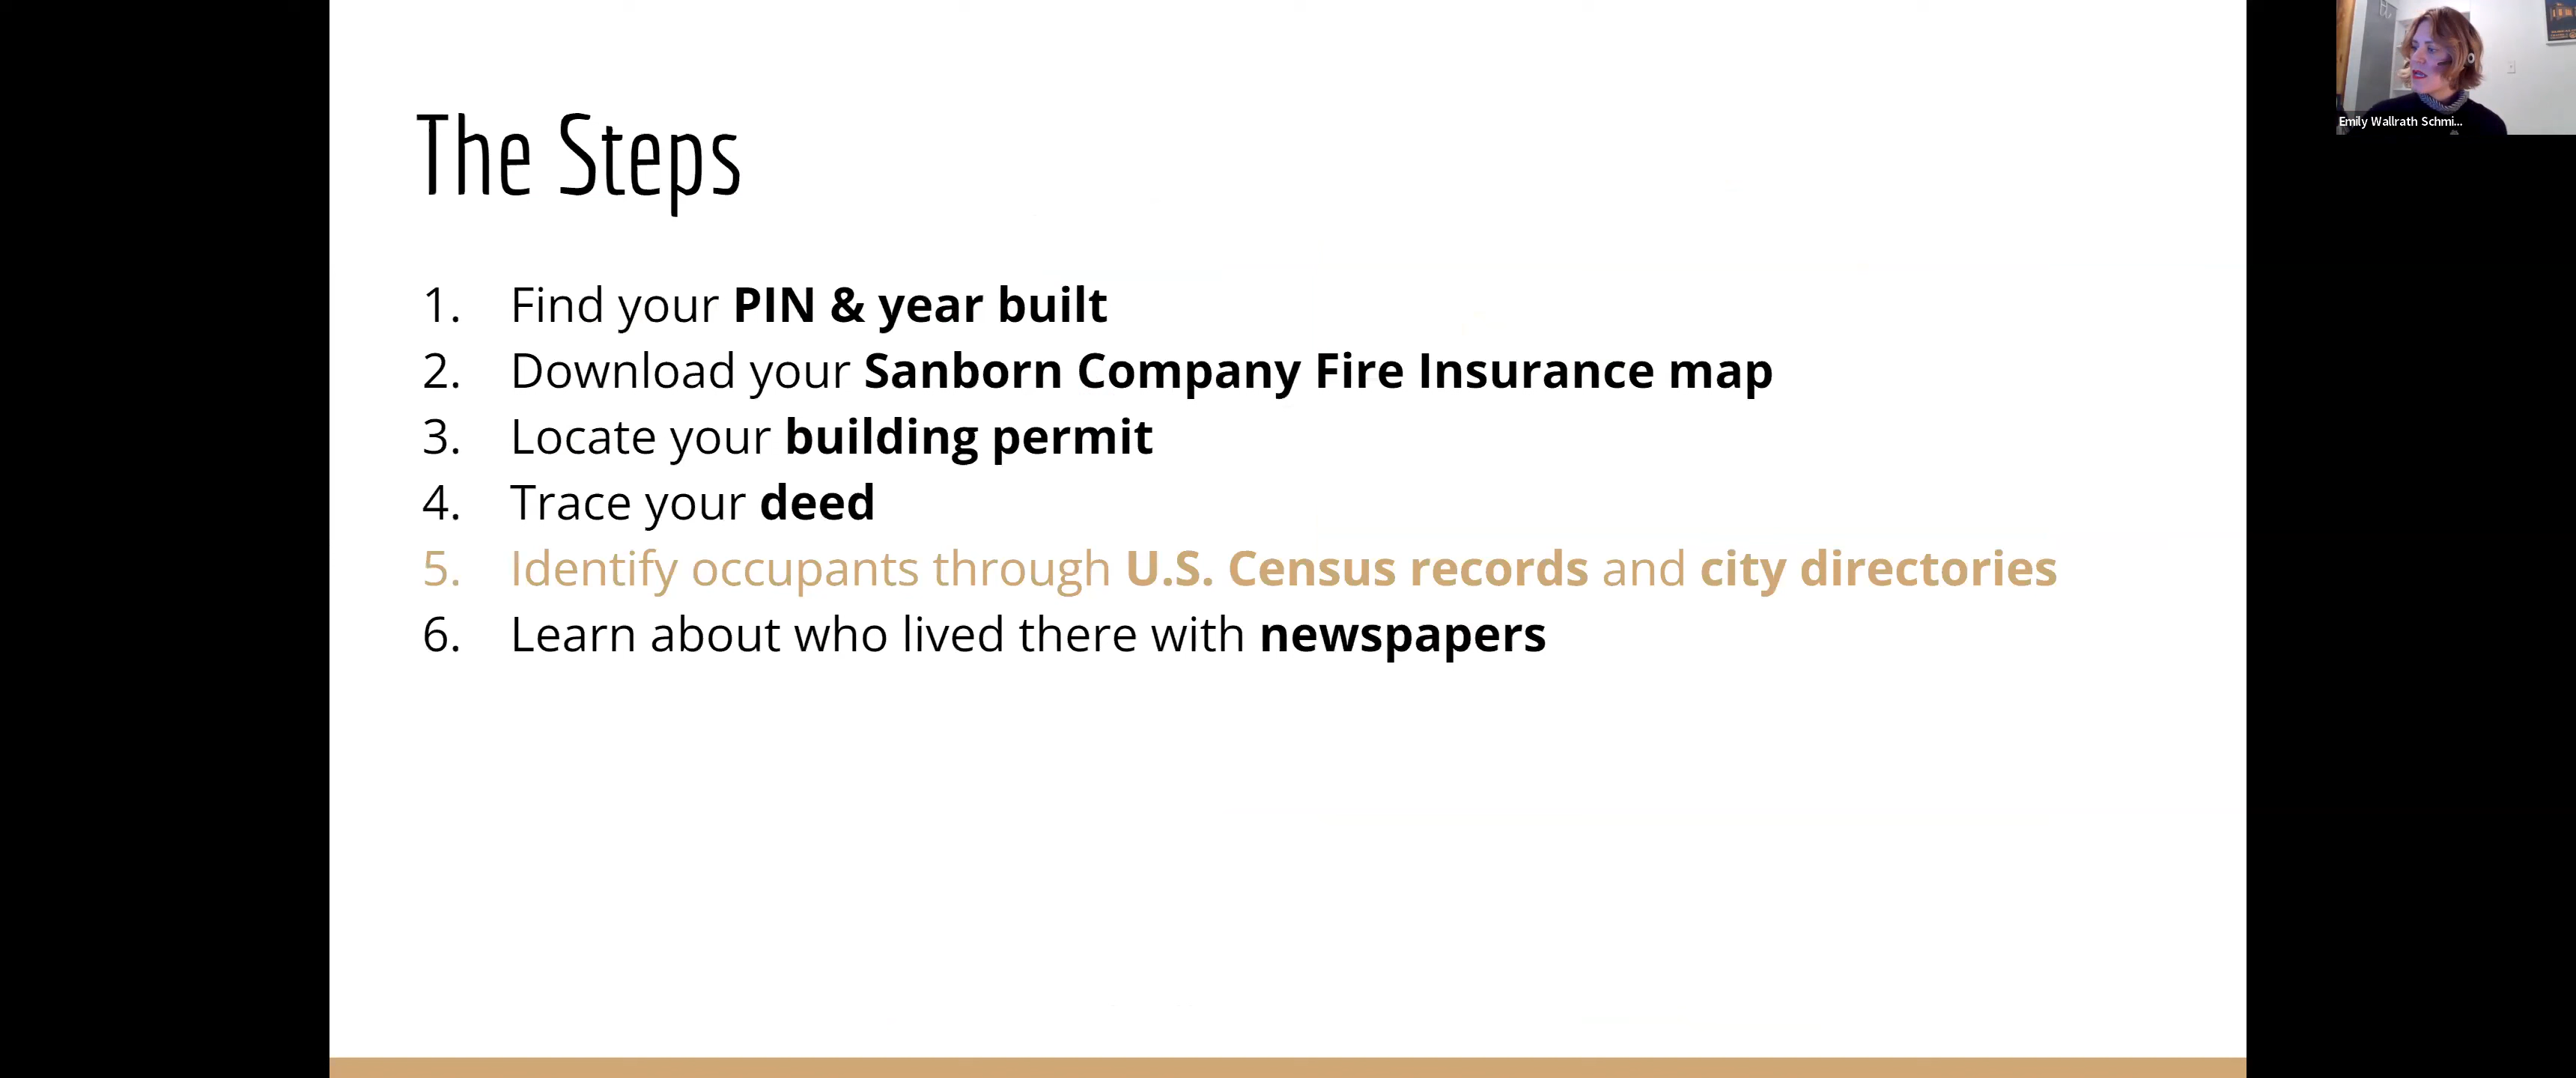 The Steps
1. Find your PIN & year built
2. Download your Sanborn Company Fire Insurance map
3. Locate your building permit
4. Trace your deed
5. Identify occupants through U.S. Census records and city directories
6. Learn about who lived there with newspapers
Emily Wallrath Schmi...